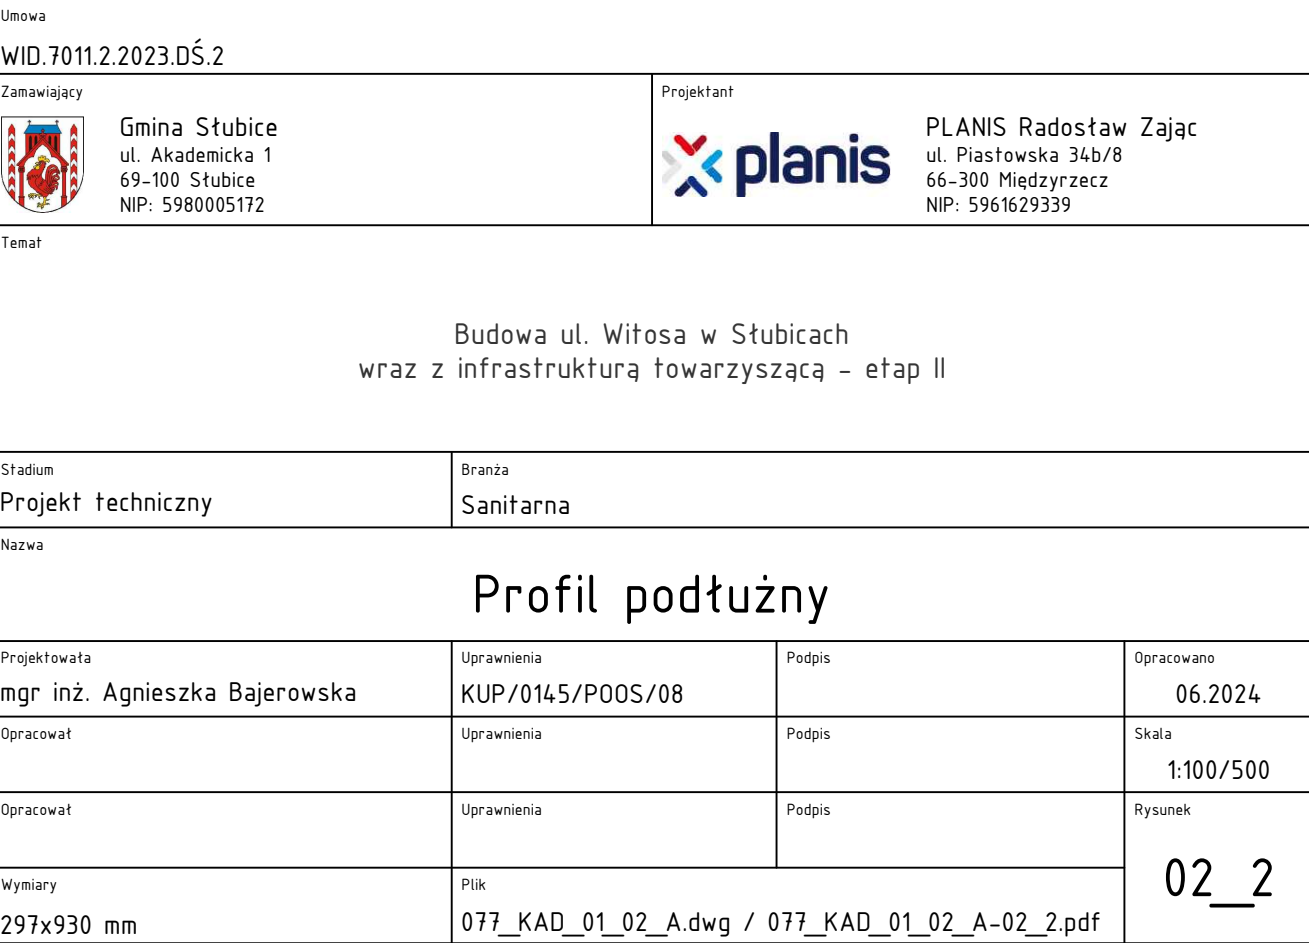 Umowa
WID.7011.2.2023.DŚ.2
Zamawiający
Gmina Słubice
ul. Akademicka 1
69-100 Słubice
NIP: 5980005172
Projektant
planis
PLANIS Radosław Zając
ul. Piastowska 34b/8
66-300 Międzyrzecz
NIP: 5961629339
Temat
Budowa ul. Witosa w Słubicach
wraz z infrastrukturą towarzyszącą - etap II
Stadium
Projekt techniczny
Branża
Sanitarna
Nazwa
Profil podłużny
Projektowała
mgr inż. Agnieszka Bajerowska
Uprawnienia
KUP/0145/POOS/08
Podpis
Opracowano
06.2024
Opracował
Uprawnienia
Podpis
Skala
1:100/500
Opracował
Uprawnienia
Podpis
Rysunek
02_2
Wymiary
297x930 mm
Plik
077_KAD_01_02_A.dwg / 077_KAD_01_02_A-02_2.pdf